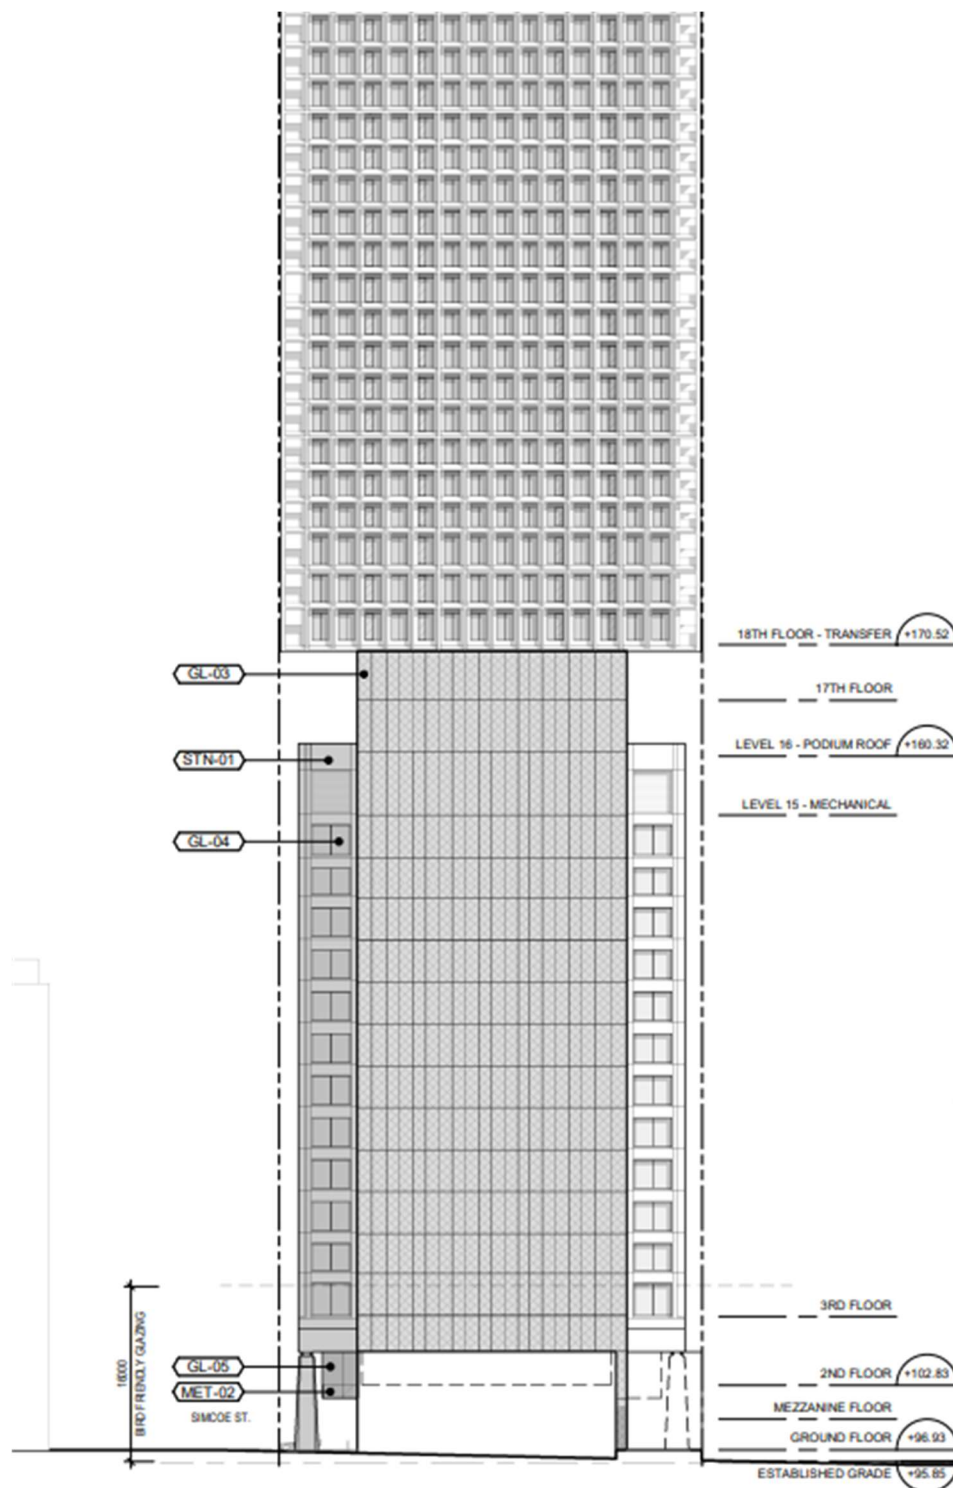 18TH FLOOR - TRANSFER +170.52
GL-03
17TH FLOOR
LEVEL 16 - PODIUM ROOF +160.32
STN-01
LEVEL 15 - MECHANICAL
GL-04
3RD FLOOR
16000
BIRD FRIENDLY GLAZING
GL-05
2ND FLOOR +102.83
MET-02
MEZZANINE FLOOR
SIMCOE ST.
GROUND FLOOR +96.93
ESTABLISHED GRADE +95.85